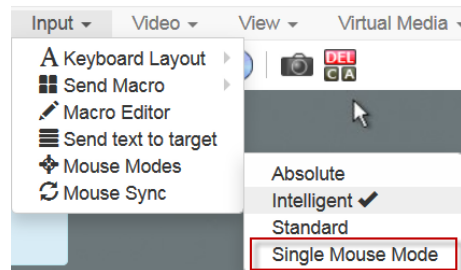 Input Video View Virtual Media
DEL
C A
A Keyboard Layout
Send Macro
Macro Editor
Send text to target
Mouse Modes
Mouse Sync
Absolute
Intelligent ✔
Standard
Single Mouse Mode